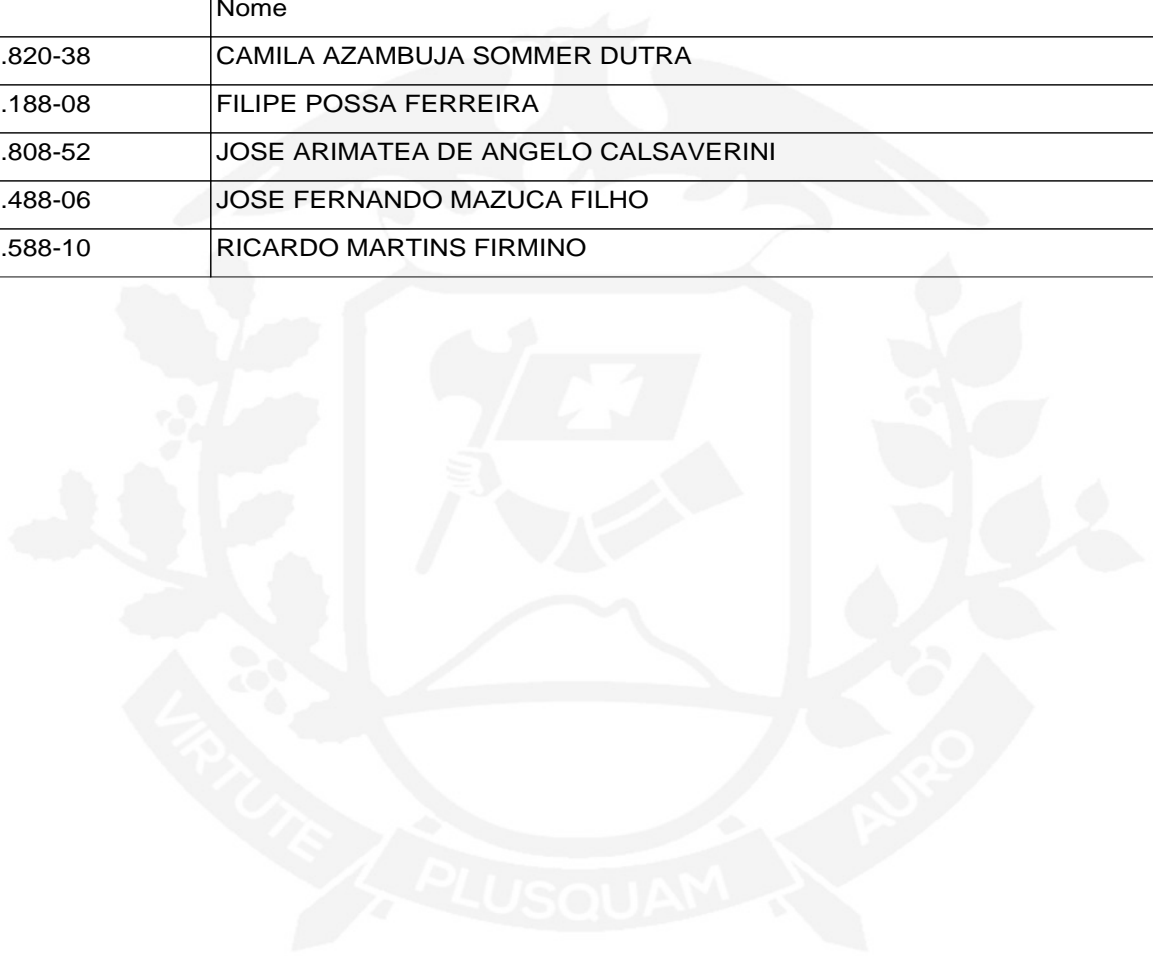 Nome
.820-38 CAMILA AZAMBUJA SOMMER DUTRA
.188-08 FILIPE POSSA FERREIRA
.808-52 JOSE ARIMATEA DE ANGELO CALSAVERINI
.488-06 JOSE FERNANDO MAZUCA FILHO
.588-10 RICARDO MARTINS FIRMINO
VIRTUTE PLUSQUAM AURO